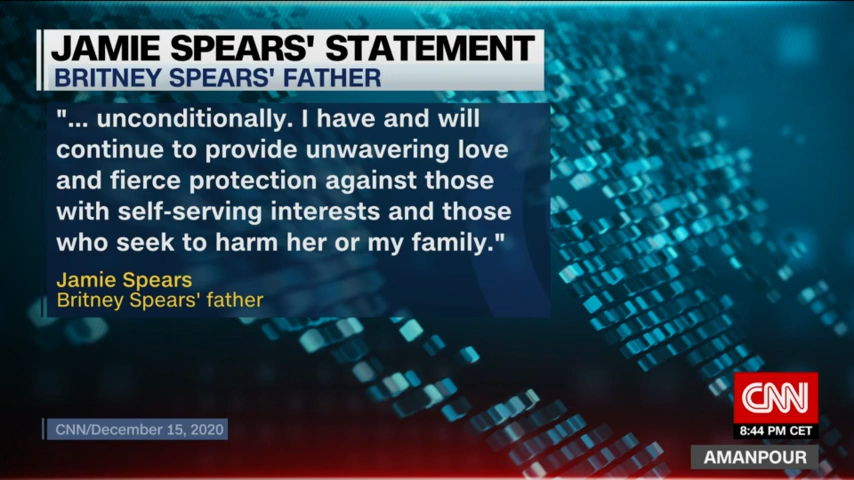 JAMIE SPEARS' STATEMENT
BRITNEY SPEARS' FATHER
"... unconditionally. I have and will
continue to provide unwavering love
and fierce protection against those
with self-serving interests and those
who seek to harm her or my family."
Jamie Spears
Britney Spears' father
CNN/December 15, 2020
CNN
8:44 PM CET
AMANPOUR